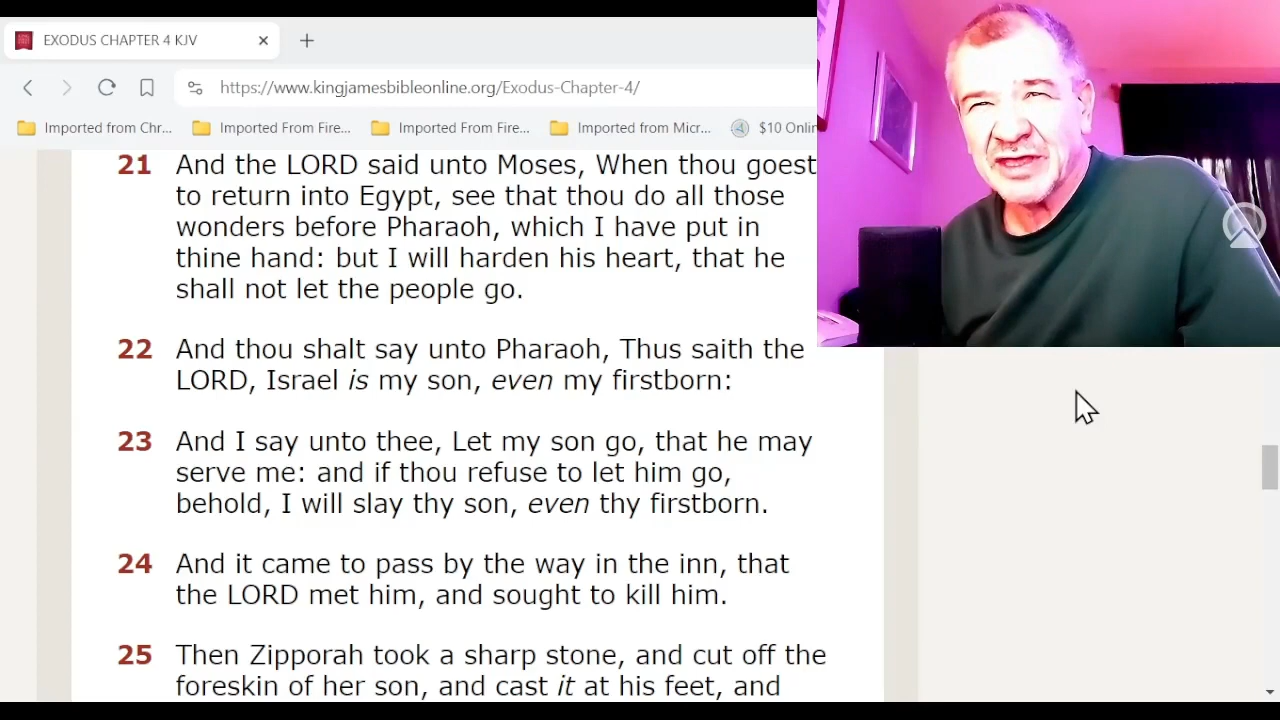 EXODUS CHAPTER 4 KJV
https://www.kingjamesbibleonline.org/Exodus-Chapter-4/
Imported from Chr... Imported From Fire... Imported From Fire... Imported from Micr... $10 Onlin
21 And the LORD said unto Moses, When thou goest
to return into Egypt, see that thou do all those
wonders before Pharaoh, which I have put in
thine hand: but I will harden his heart, that he
shall not let the people go.
22 And thou shalt say unto Pharaoh, Thus saith the
LORD, Israel is my son, even my firstborn:
23 And I say unto thee, Let my son go, that he may
serve me: and if thou refuse to let him go,
behold, I will slay thy son, even thy firstborn.
24 And it came to pass by the way in the inn, that
the LORD met him, and sought to kill him.
25 Then Zipporah took a sharp stone, and cut off the
foreskin of her son, and cast it at his feet, and